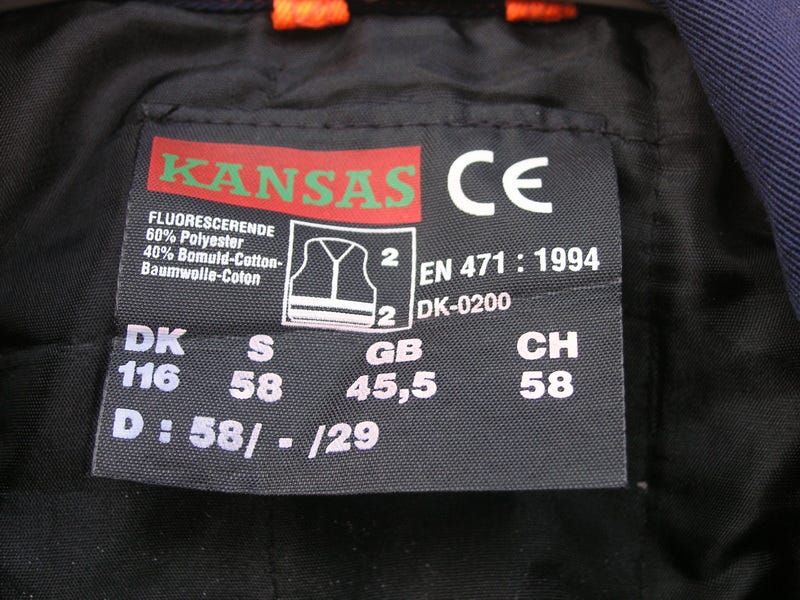 KANSAS CE
FLUORESCERENDE
60% Polyester
40% Bomuld-Cotton-
Baumwolle-Coton
2
2
EN 471 : 1994
DK-0200
DK S GB CH
116 58 45,5 58
D : 58/ - /29